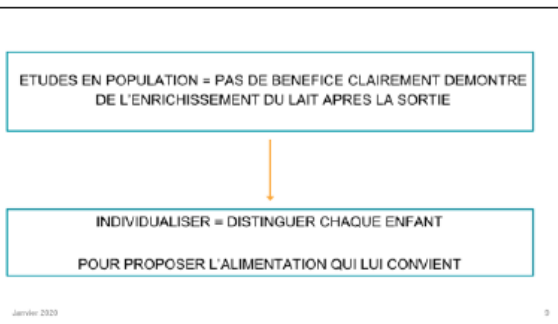 ETUDES EN POPULATION = PAS DE BENEFICE CLAIREMENT DEMONTRE
DE L'ENRICHISSEMENT DU LAIT APRES LA SORTIE
INDIVIDUALISER = DISTINGUER CHAQUE ENFANT
POUR PROPOSER L'ALIMENTATION QUI LUI CONVIENT
Janvier 2020
9